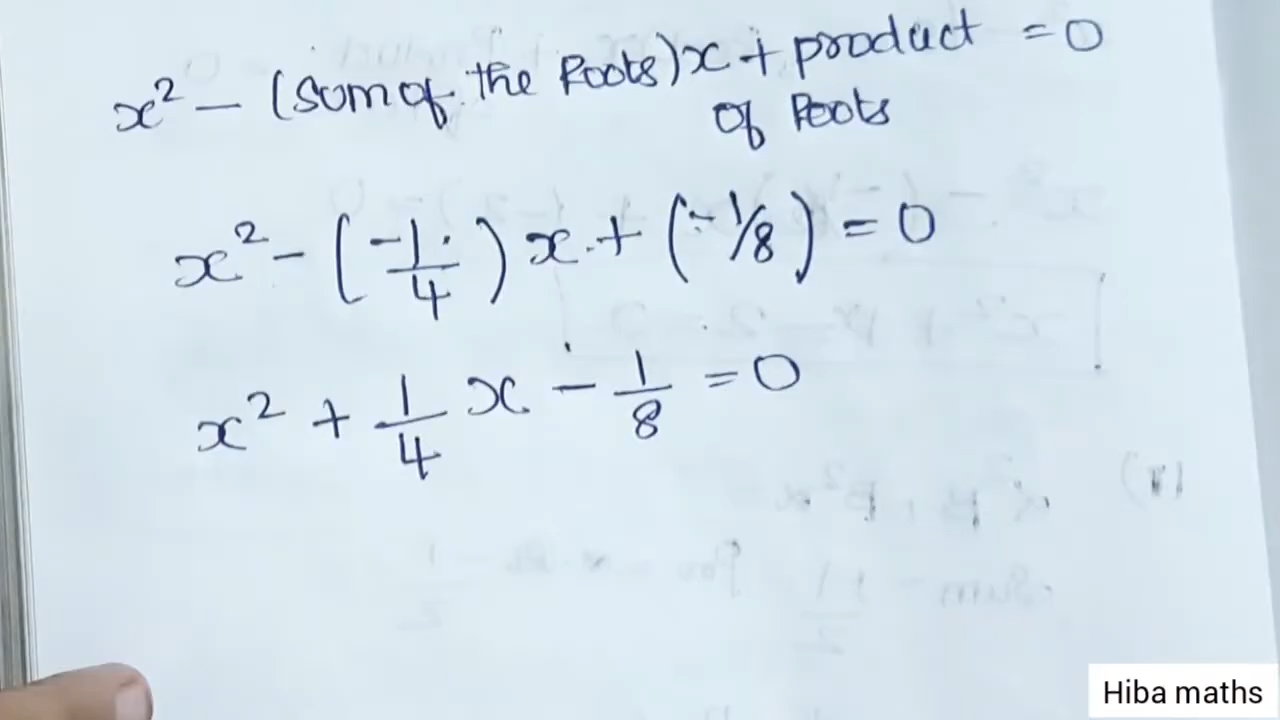 x² – (Sum of the Roots)x + product = 0
of Roots
x² – (-1/4) x + (-1/8) = 0
x² + 1/4 x – 1/8 = 0
Hiba maths